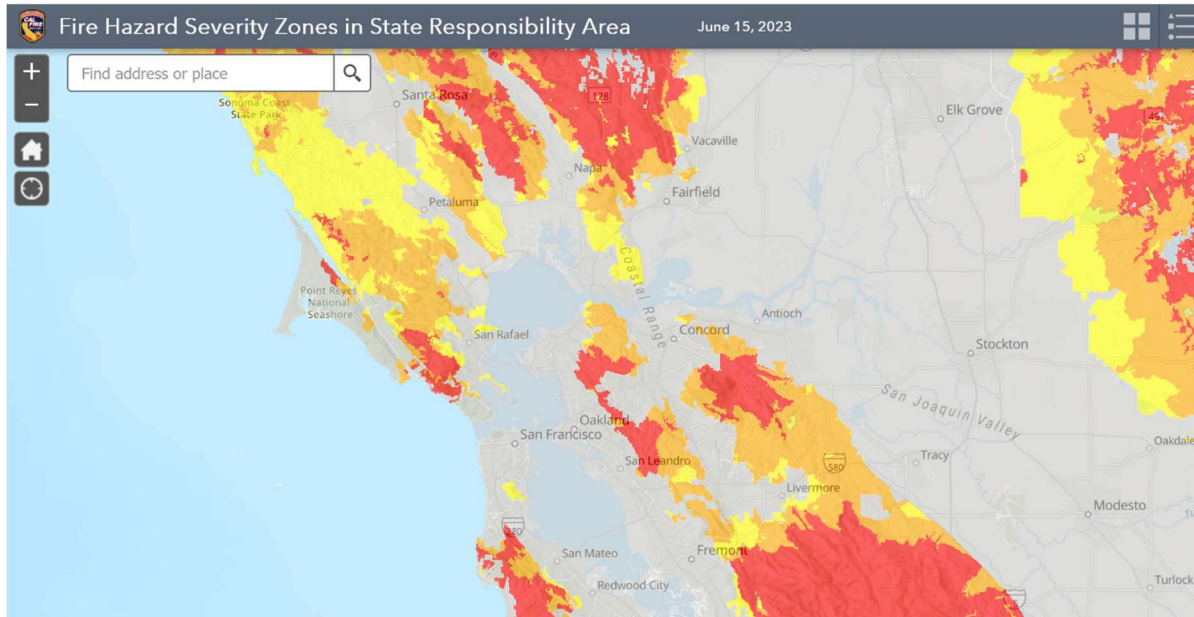 CAL FIRE
Fire Hazard Severity Zones in State Responsibility Area
June 15, 2023
+
Find address or place
−
Sonoma Coast
State Park
Santa Rosa
128
Elk Grove
49
Vacaville
Napa
Fairfield
Petaluma
Coastal Range
Point Reyes
National
Seashore
San Rafael
Concord
Antioch
Stockton
San Joaquin Valley
Oakland
San Francisco
Oakdale
San Leandro
580
Tracy
Livermore
Modesto
280
San Mateo
Fremont
Redwood City
Turlock